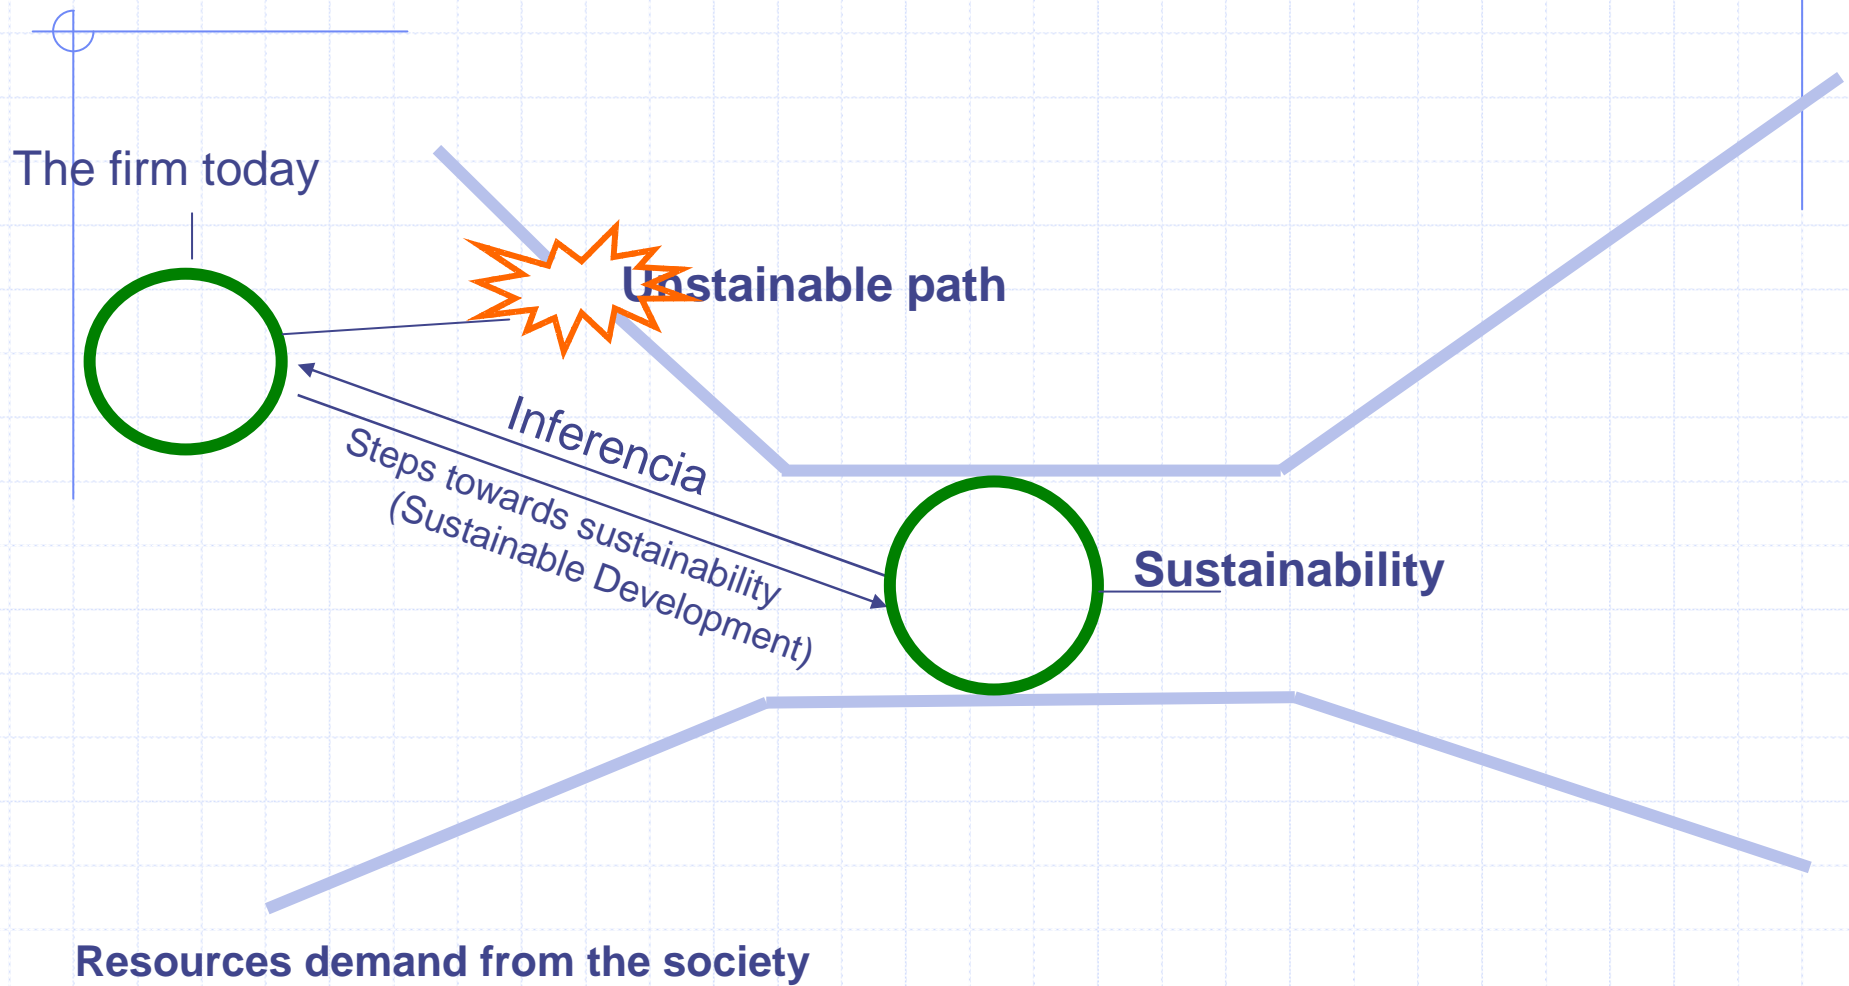 The firm today
Unstainable path
Inferencia
Steps towards sustainability
(Sustainable Development)
Sustainability
Resources demand from the society